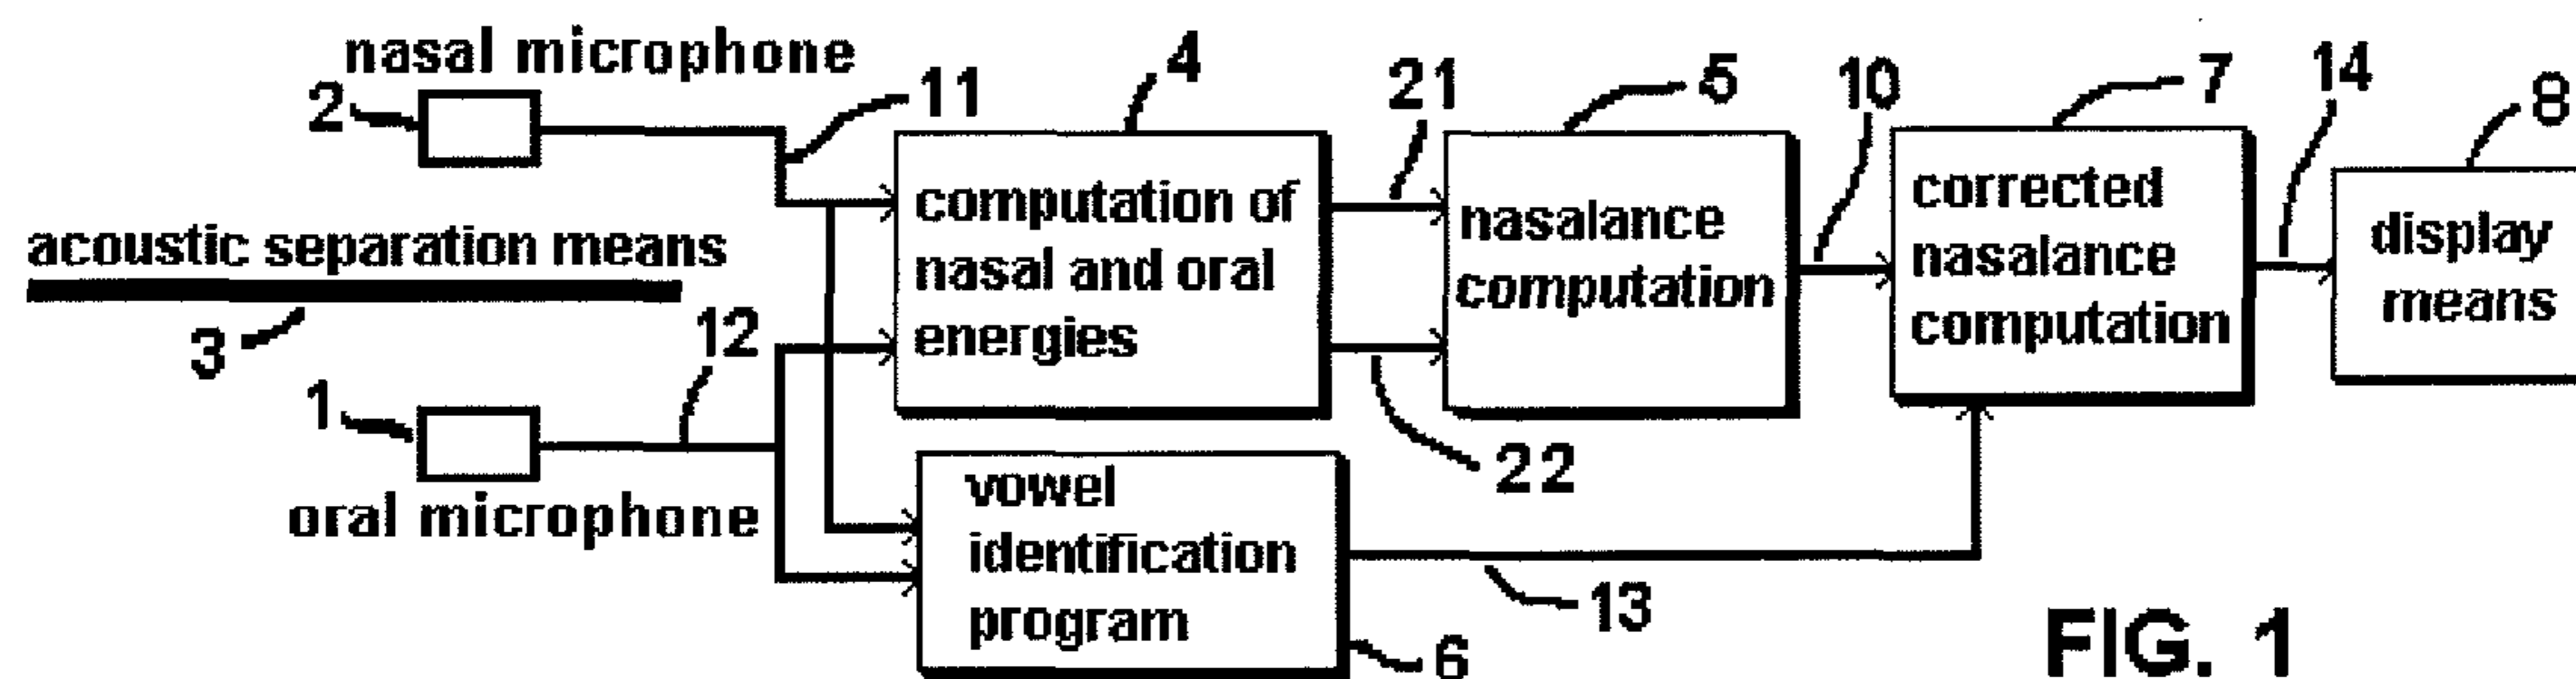 nasal microphone
2
11
4
21
5
10
7
14
8
acoustic separation means
3
12
1
oral microphone
computation of
nasal and oral
energies
nasalance
computation
22
corrected
nasalance
computation
display
means
vowel
identification
program
6
13
FIG. 1